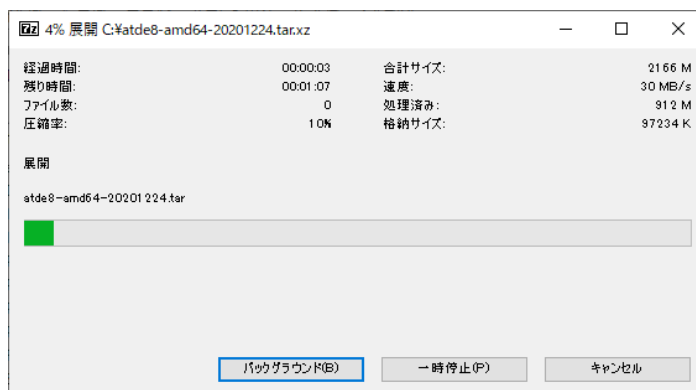 7z 4% 展開 C:¥atde8-amd64-20201224.tar.xz
経過時間: 00:00:03 合計サイズ: 2166 M
残り時間: 00:01:07 速度: 30 MB/s
ファイル数: 0 処理済み: 912 M
圧縮率: 10% 格納サイズ: 97234 K
展開
atde8-amd64-20201224.tar
バックグラウンド(B) 一時停止(P) キャンセル